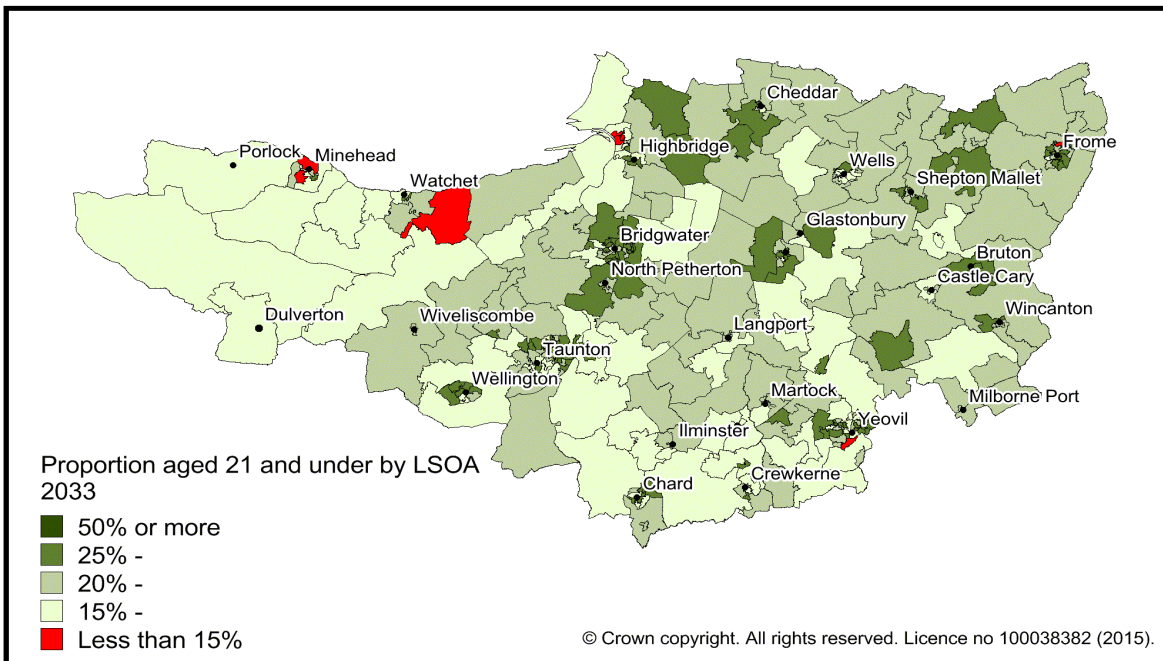 Cheddar
Highbridge
Frome
Porlock
Minehead
Wells
Shepton Mallet
Watchet
Glastonbury
Bridgwater
Bruton
North Petherton
Castle Cary
Dulverton
Wiveliscombe
Langport
Wincanton
Taunton
Wellington
Martock
Milborne Port
Ilminster
Yeovil
Crewkerne
Chard
Proportion aged 21 and under by LSOA
2033
50% or more
25% -
20% -
15% -
Less than 15%
© Crown copyright. All rights reserved. Licence no 100038382 (2015).